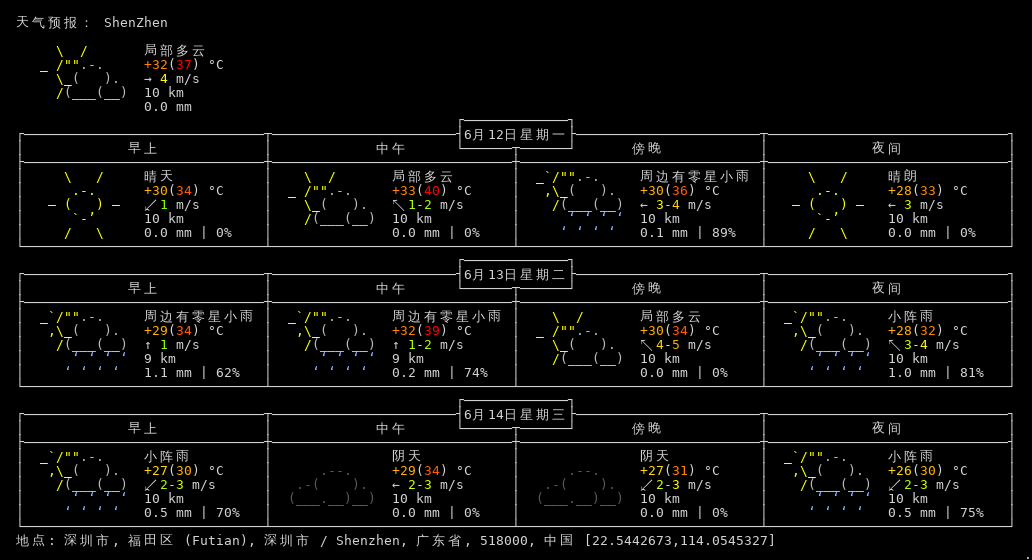 天气预报： ShenZhen
局部多云
+32(37) °C
→ 4 m/s
10 km
0.0 mm
6月12日星期一
早上 中午 傍晚 夜间
晴天 局部多云 周边有零星小雨 晴朗
+30(34) °C +33(40) °C +30(36) °C +28(33) °C
↙ 1 m/s ↖ 1-2 m/s ← 3-4 m/s ← 3 m/s
10 km 10 km 10 km 10 km
0.0 mm | 0% 0.0 mm | 0% 0.1 mm | 89% 0.0 mm | 0%
6月13日星期二
早上 中午 傍晚 夜间
周边有零星小雨 周边有零星小雨 局部多云 小阵雨
+29(34) °C +32(39) °C +30(34) °C +28(32) °C
↑ 1 m/s ↑ 1-2 m/s ↖ 4-5 m/s ↖ 3-4 m/s
9 km 9 km 10 km 10 km
1.1 mm | 62% 0.2 mm | 74% 0.0 mm | 0% 1.0 mm | 81%
6月14日星期三
早上 中午 傍晚 夜间
小阵雨 阴天 阴天 小阵雨
+27(30) °C +29(34) °C +27(31) °C +26(30) °C
↙ 2-3 m/s ← 2-3 m/s ↙ 2-3 m/s ↙ 2-3 m/s
10 km 10 km 10 km 10 km
0.5 mm | 70% 0.0 mm | 0% 0.0 mm | 0% 0.5 mm | 75%
地点: 深圳市, 福田区 (Futian), 深圳市 / Shenzhen, 广东省, 518000, 中国 [22.5442673,114.0545327]